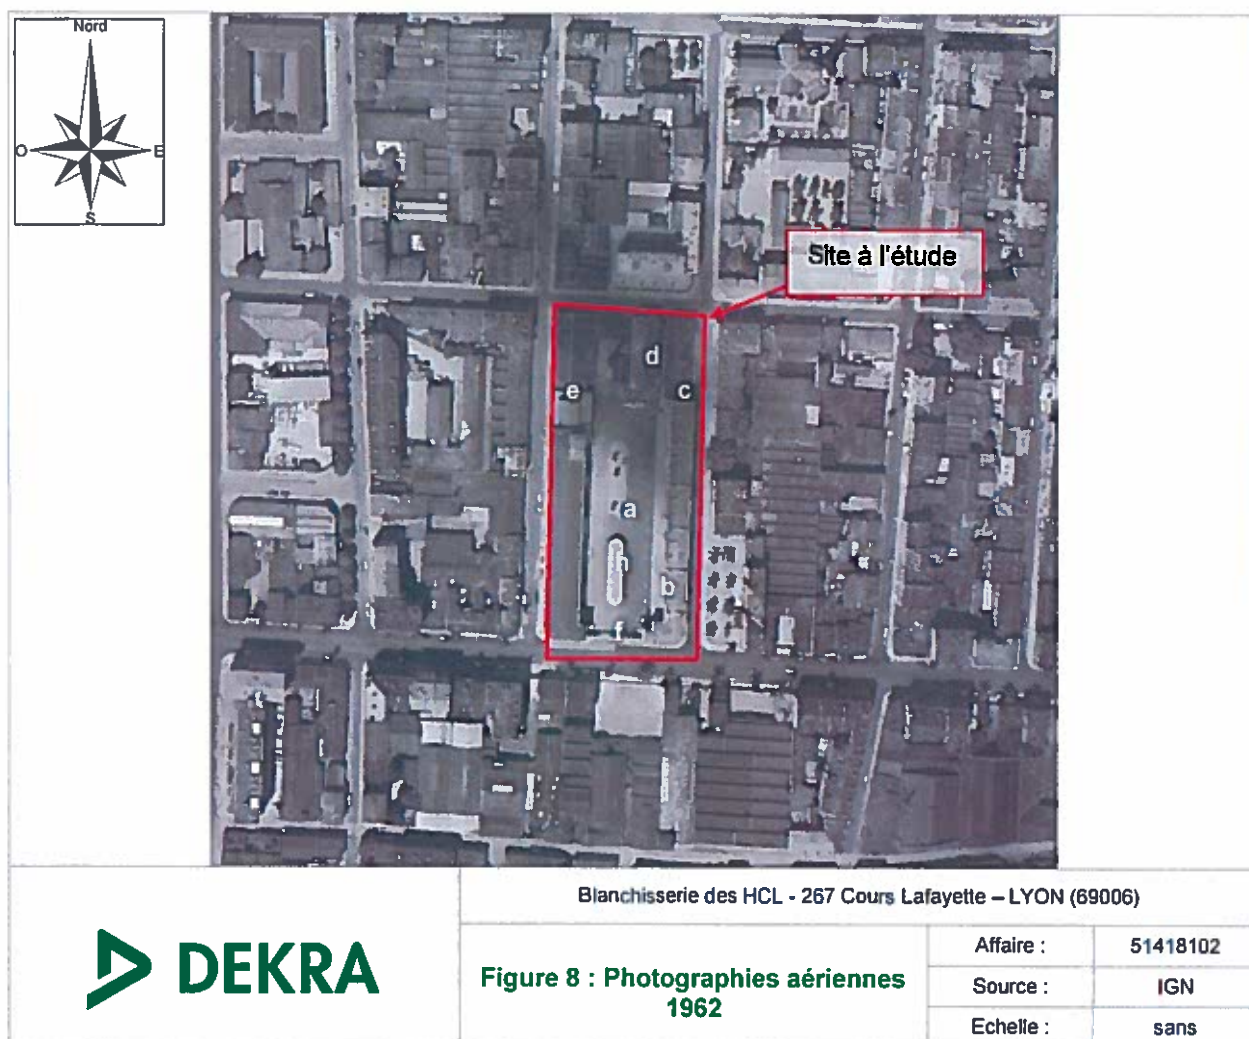 Nord
O
E
S
Site à l'étude
d
e
c
a
h
b
f
Blanchisserie des HCL - 267 Cours Lafayette – LYON (69006)
DEKRA
Figure 8 : Photographies aériennes
1962
Affaire :
51418102
Source :
IGN
Echelle :
sans